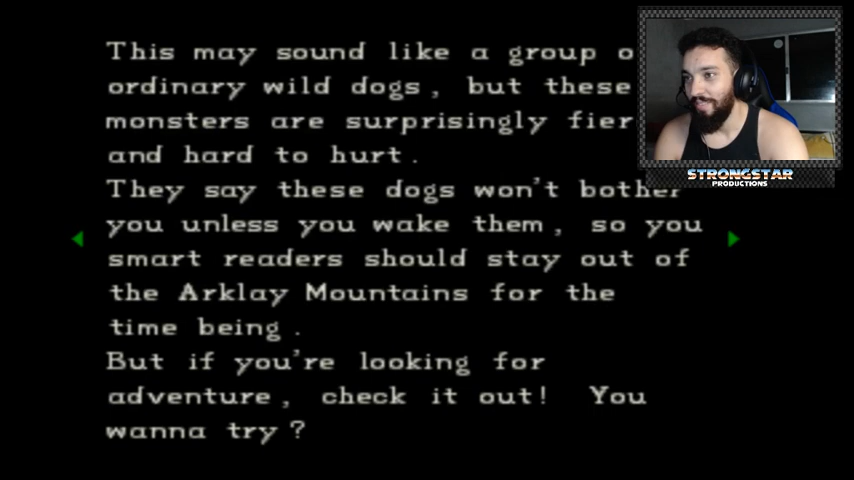 This may sound like a group o
ordinary wild dogs, but these
monsters are surprisingly fier
and hard to hurt.
They say these dogs won't bother
you unless you wake them, so you
smart readers should stay out of
the Arklay Mountains for the
time being.
But if you're looking for
adventure, check it out! You
wanna try?
STRONGSTAR
PRODUCTIONS